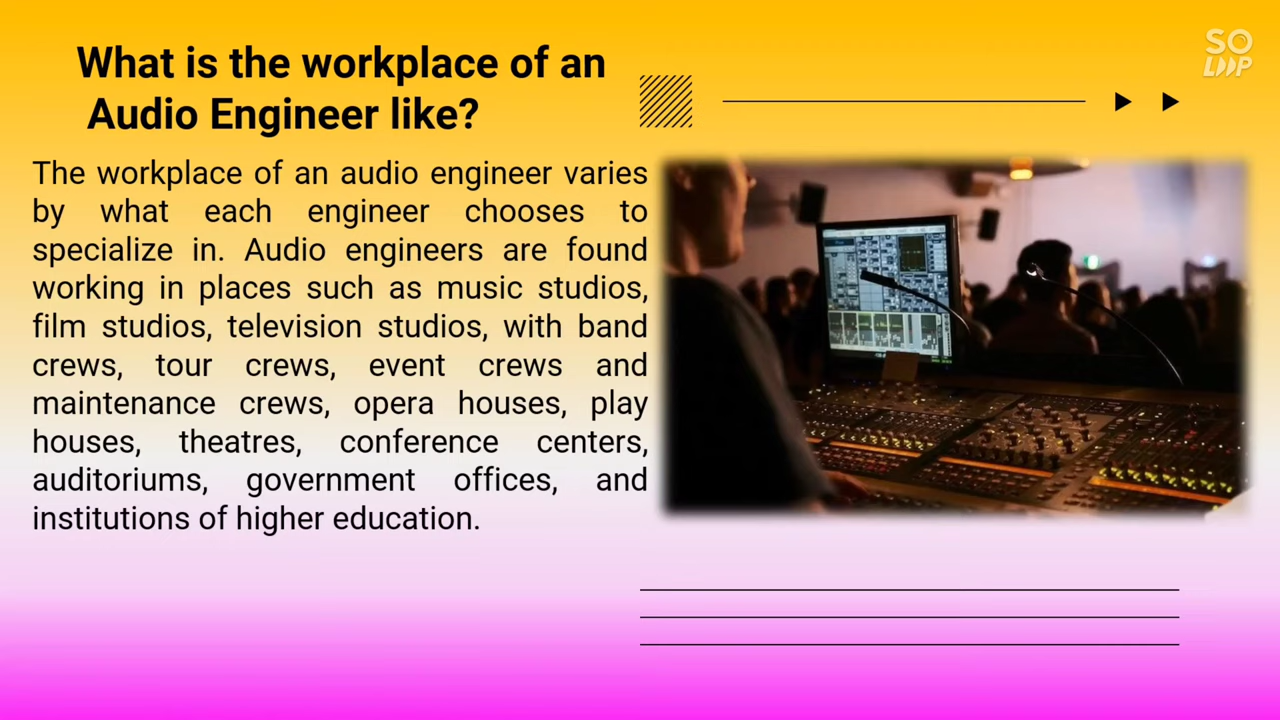 What is the workplace of an
Audio Engineer like?
The workplace of an audio engineer varies
by what each engineer chooses to
specialize in. Audio engineers are found
working in places such as music studios,
film studios, television studios, with band
crews, tour crews, event crews and
maintenance crews, opera houses, play
houses, theatres, conference centers,
auditoriums, government offices, and
institutions of higher education.
SO
LOOP